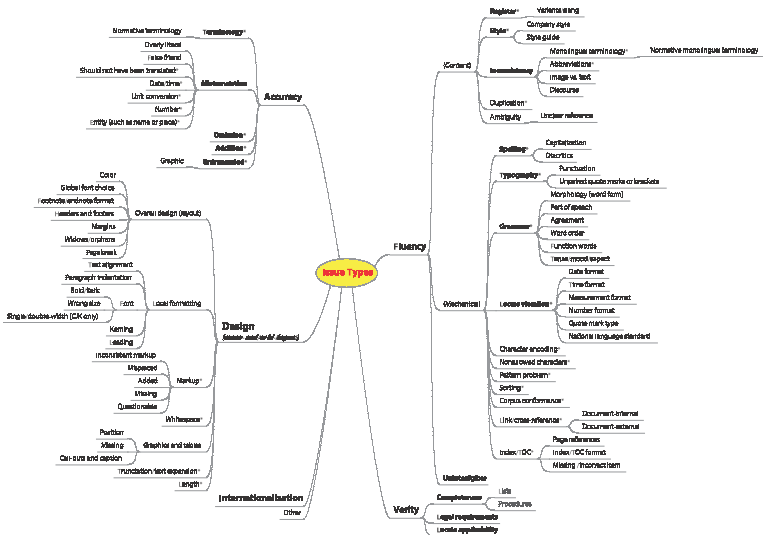 Issue Types
Accuracy
Terminology*
Normative terminology
Mistranslation
Overly literal
False friend
Should not have been translated*
Date/time*
Unit conversion*
Number*
Entity (such as name or place)*
Omission*
Addition*
Untranslated*
Graphic
Design
Overall design (layout)
Color
Global font choice
Footnote/endnote format
Headers and footers
Margins
Widows/orphans
Page break
Local formatting
Text alignment
Paragraph indentation
Font
Bold/italic
Wrong size
Single/double-width (CJK only)
Kerning
Leading
Markup*
Inconsistent markup
Misplaced
Added
Missing
Questionable
Whitespace*
Graphics and tables
Position
Missing
Call-outs and caption
Truncation/text expansion*
Length*
Internationalisation
Other
Fluency
(Content)
Register*
Variants/slang
Style*
Company style
Style guide
Inconsistency
Monolingual terminology*
Normative monolingual terminology
Abbreviations*
Image vs. text
Discourse
Duplication*
Ambiguity
Unclear reference
(Mechanical)
Spelling*
Capitalization
Diacritics
Typography*
Punctuation
Unpaired quote marks or brackets
Grammar*
Morphology (word form)
Part of speech
Agreement
Word order
Function words
Tense/mood/aspect
Locale violation*
Date format
Time format
Measurement format
Number format
Quote mark type
National language standard
Character encoding*
Nonallowed characters*
Pattern problem*
Sorting*
Corpus conformance*
Link/cross-reference*
Document-internal
Document-external
Index/TOC*
Page references
Index/TOC format
Missing/incorrect item
Unintelligible
Verity
Completeness
Lists
Procedures
Legal requirements
Locale applicability